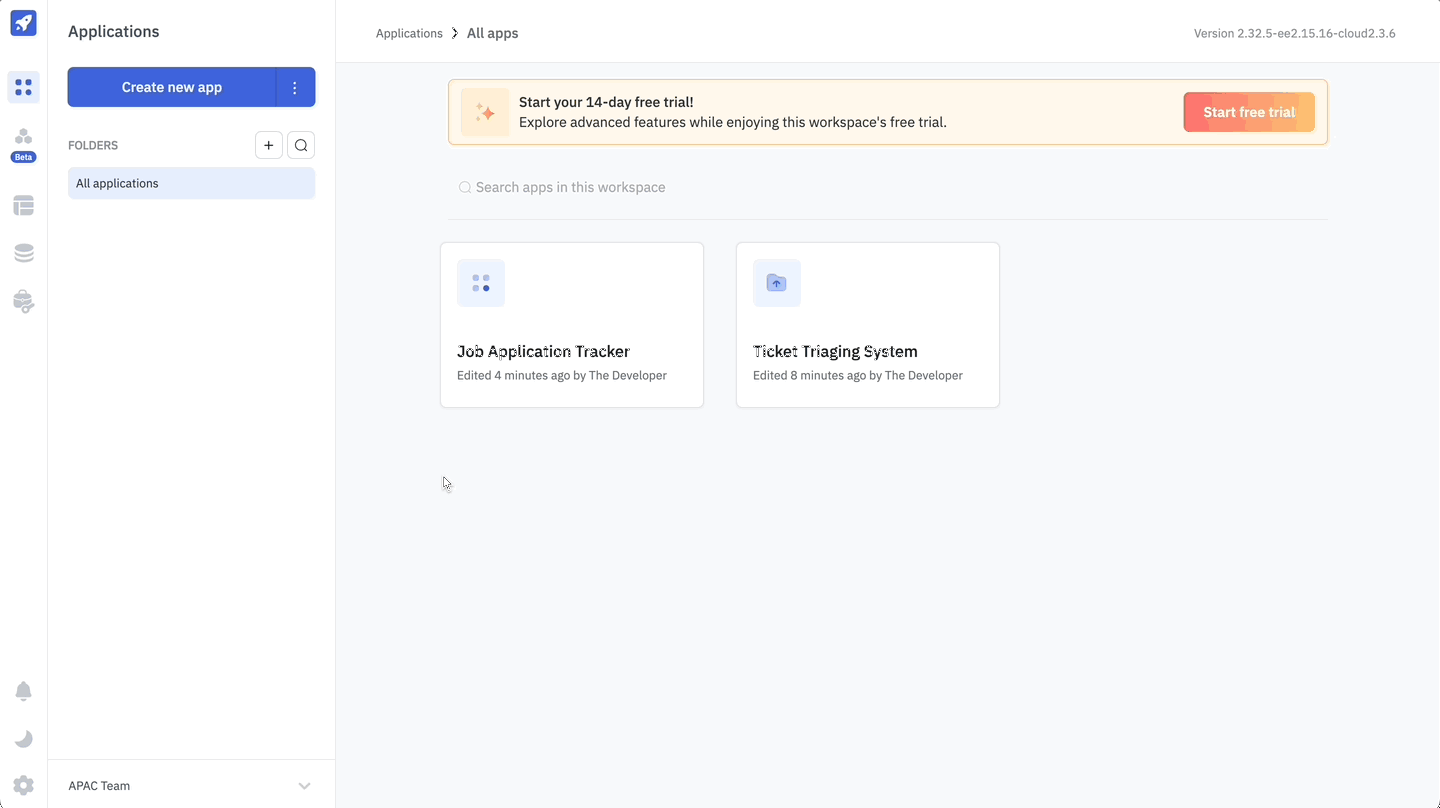 Applications
Create new app
Beta
FOLDERS
All applications
APAC Team
Applications
All apps
Version 2.32.5-ee2.15.16-cloud2.3.6
Start your 14-day free trial!
Explore advanced features while enjoying this workspace's free trial.
Start free trial
Search apps in this workspace
Job Application Tracker
Edited 4 minutes ago by The Developer
Ticket Triaging System
Edited 8 minutes ago by The Developer